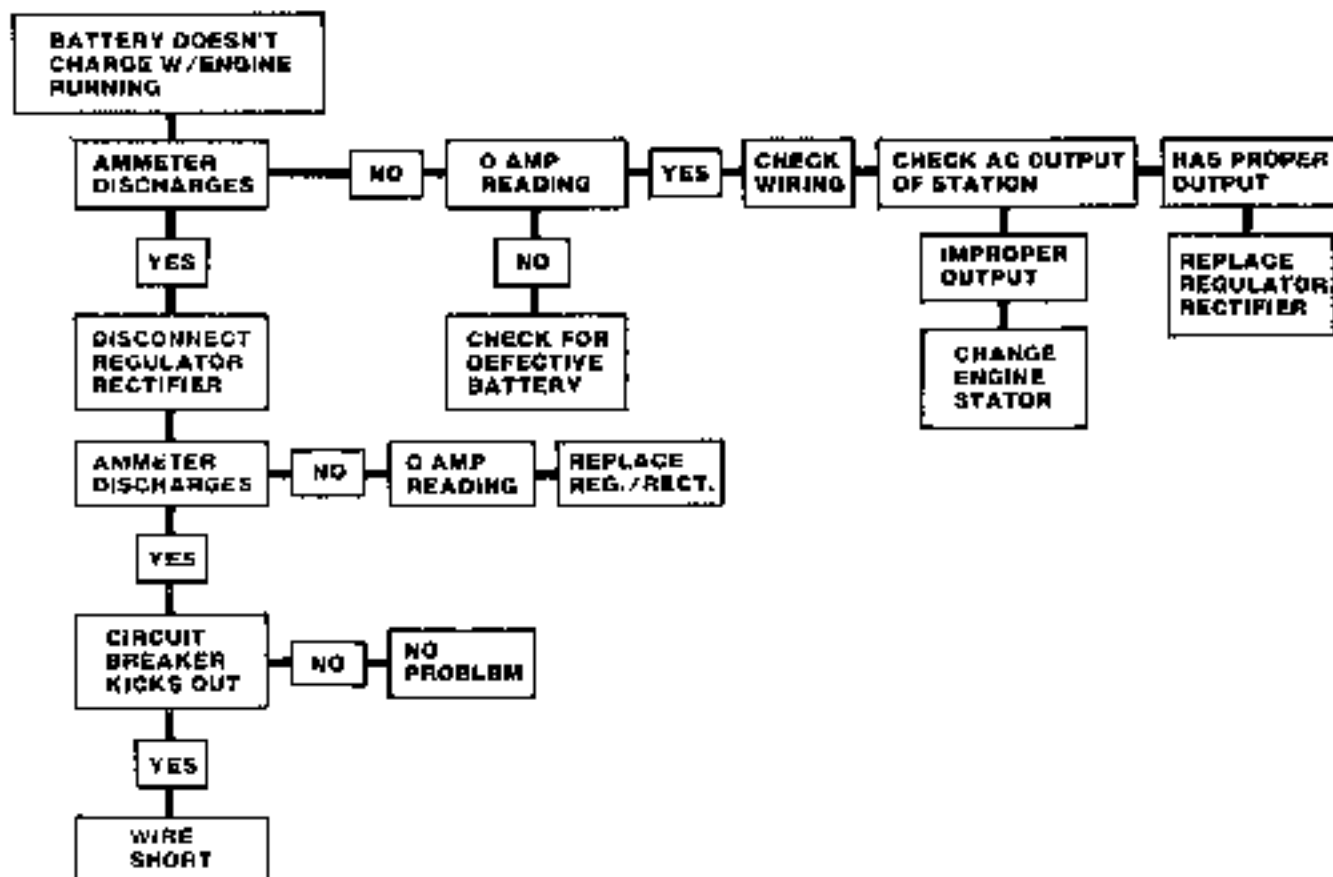 BATTERY DOESN'T
CHARGE W/ENGINE
RUNNING
AMMETER
DISCHARGES
NO
O AMP
READING
YES
CHECK
WIRING
CHECK AC OUTPUT
OF STATION
HAS PROPER
OUTPUT
YES
NO
IMPROPER
OUTPUT
REPLACE
REGULATOR
RECTIFIER
DISCONNECT
REGULATOR
RECTIFIER
CHECK FOR
DEFECTIVE
BATTERY
CHANGE
ENGINE
STATOR
AMMETER
DISCHARGES
NO
O AMP
READING
REPLACE
REG./RECT.
YES
CIRCUIT
BREAKER
KICKS OUT
NO
NO
PROBLEM
YES
WIRE
SHORT